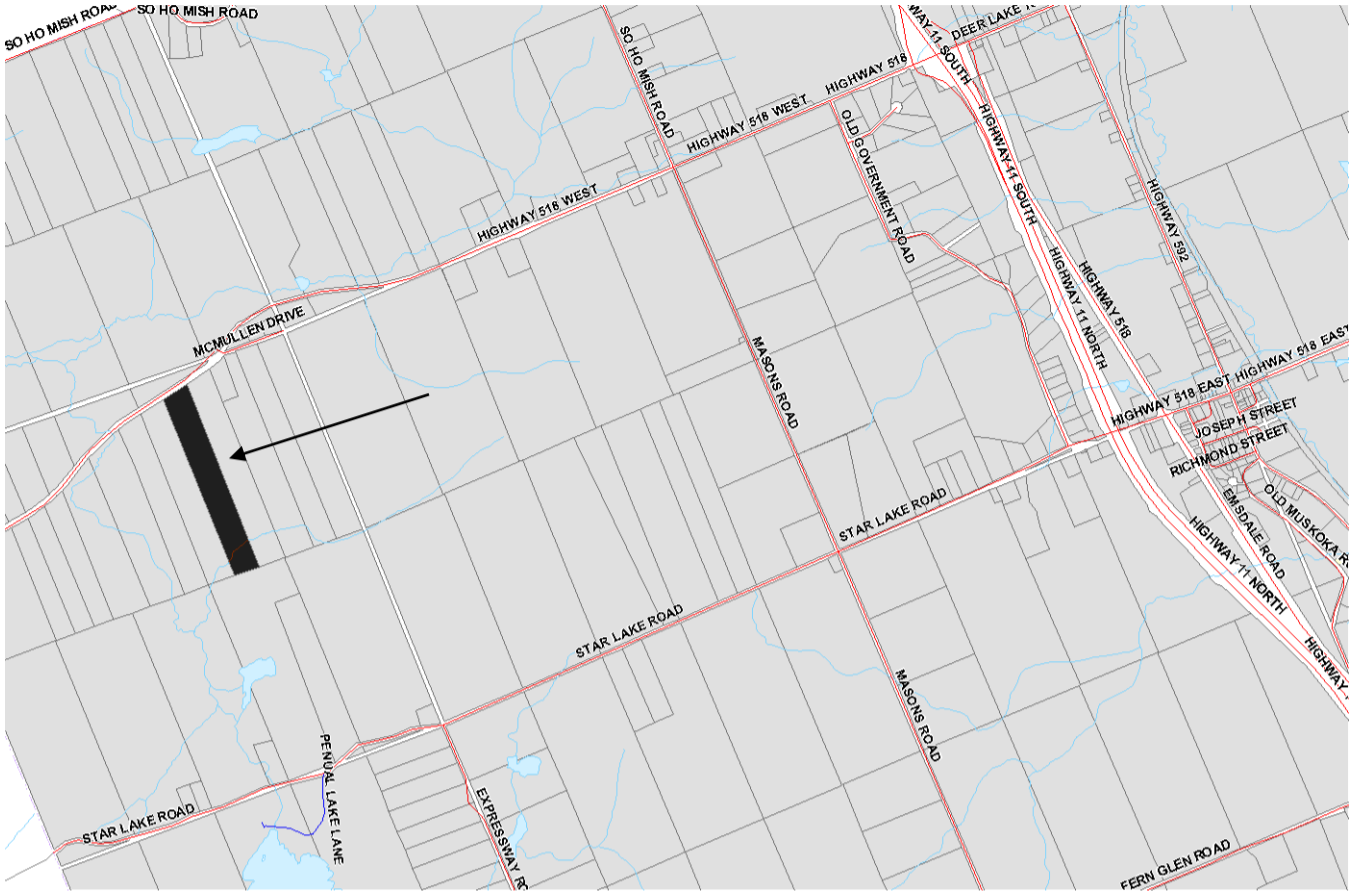 SO HO MISH ROAD
SO HO MISH ROAD
SO HO MISH ROAD
HIGHWAY 518 WEST
HIGHWAY 518 WEST
HIGHWAY 518
WAY 11 SOUTH
DEER LAKE
OLD GOVERNMENT ROAD
HIGHWAY 11 SOUTH
HIGHWAY 592
HIGHWAY 11 NORTH
HIGHWAY 518
MCMULLEN DRIVE
MASONS ROAD
HIGHWAY 518 EAST
HIGHWAY 518 EAST
JOSEPH STREET
RICHMOND STREET
EMSDALE ROAD
OLD MUSKOKA R
STAR LAKE ROAD
HIGHWAY 11 NORTH
STAR LAKE ROAD
HIGHWAY
MASONS ROAD
PENUAL LAKE LANE
EXPRESSWAY RO
STAR LAKE ROAD
FERN GLEN ROAD